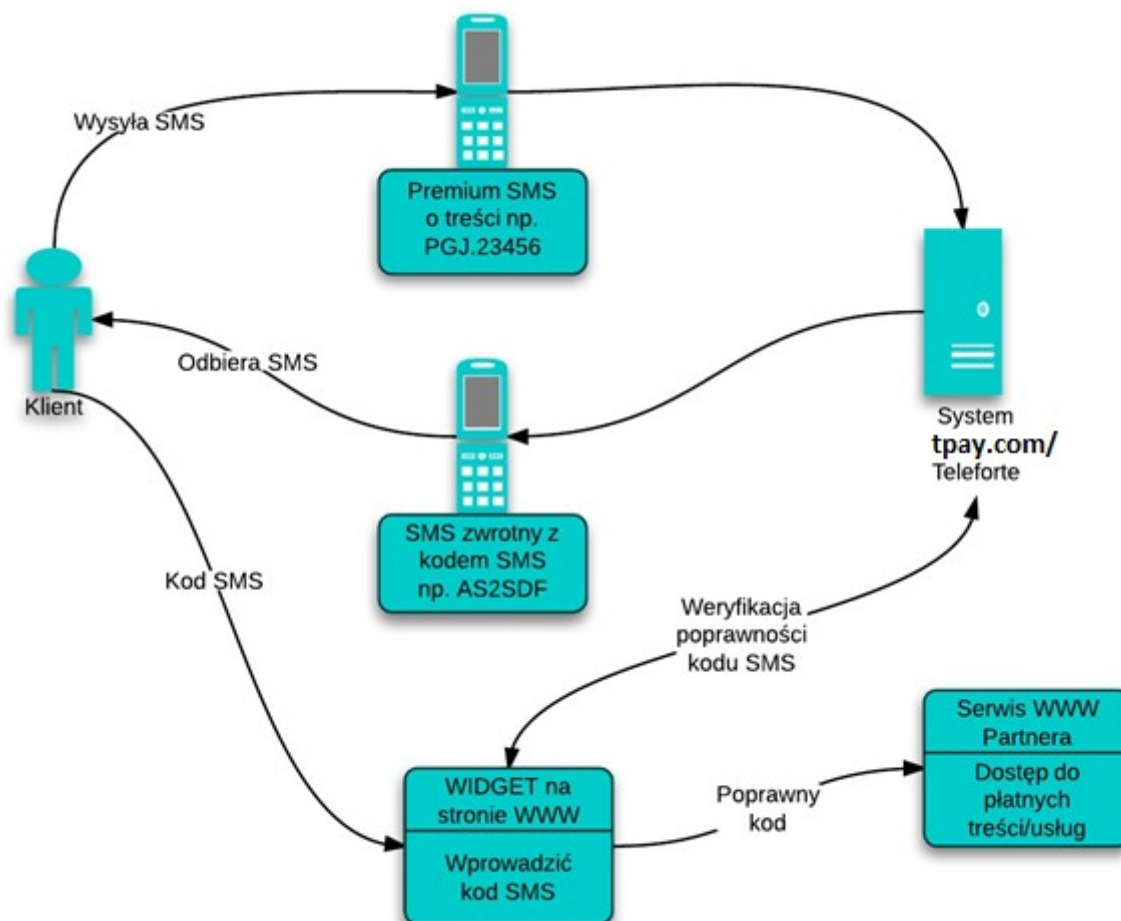 Wysyła SMS
Premium SMS
o treści np.
PGJ.23456
Odbiera SMS
Klient
System
tpay.com/
Teleforte
SMS zwrotny z
kodem SMS
np. AS2SDF
Kod SMS
Weryfikacja
poprawności
kodu SMS
Serwis WWW
Partnera
Dostęp do
płatnych
treści/usług
WIDGET na
stronie WWW
Wprowadzić
kod SMS
Poprawny
kod